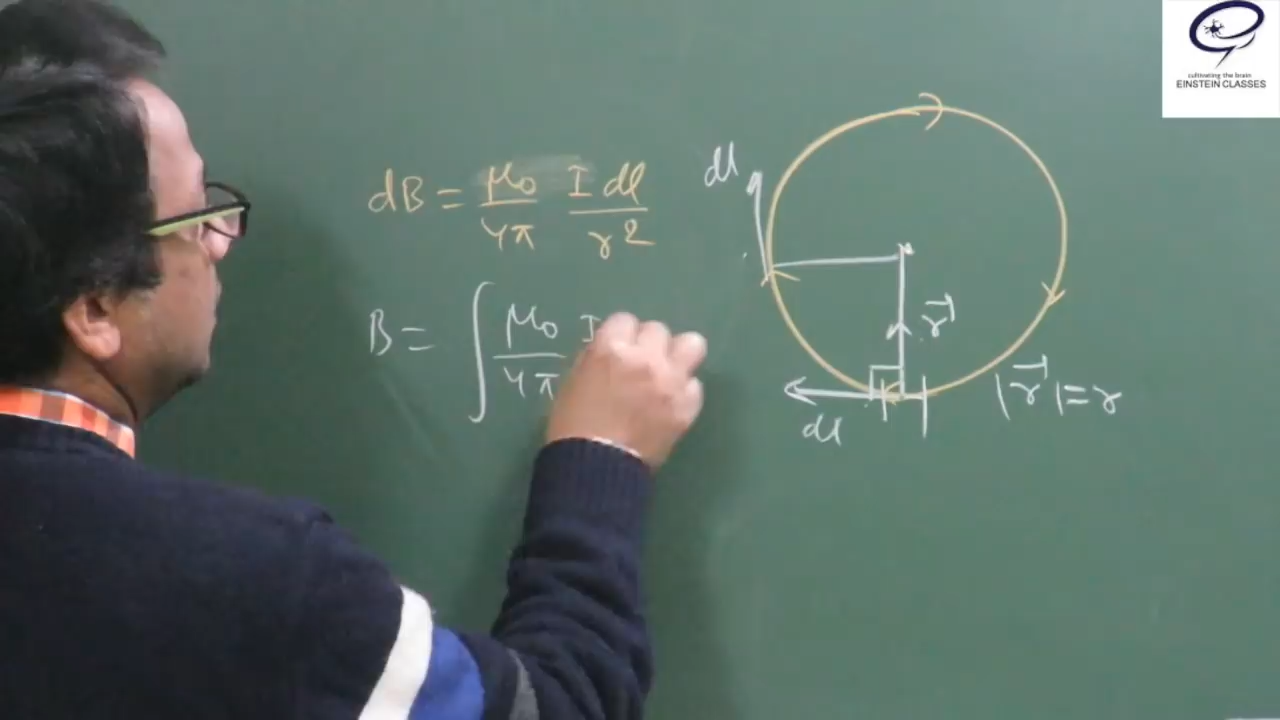 cultivating the brain
EINSTEIN CLASSES
dB = μ₀/4π I dl/r²
dl
B = ∫ μ₀/4π I
r⃗
|r⃗| = r
dl